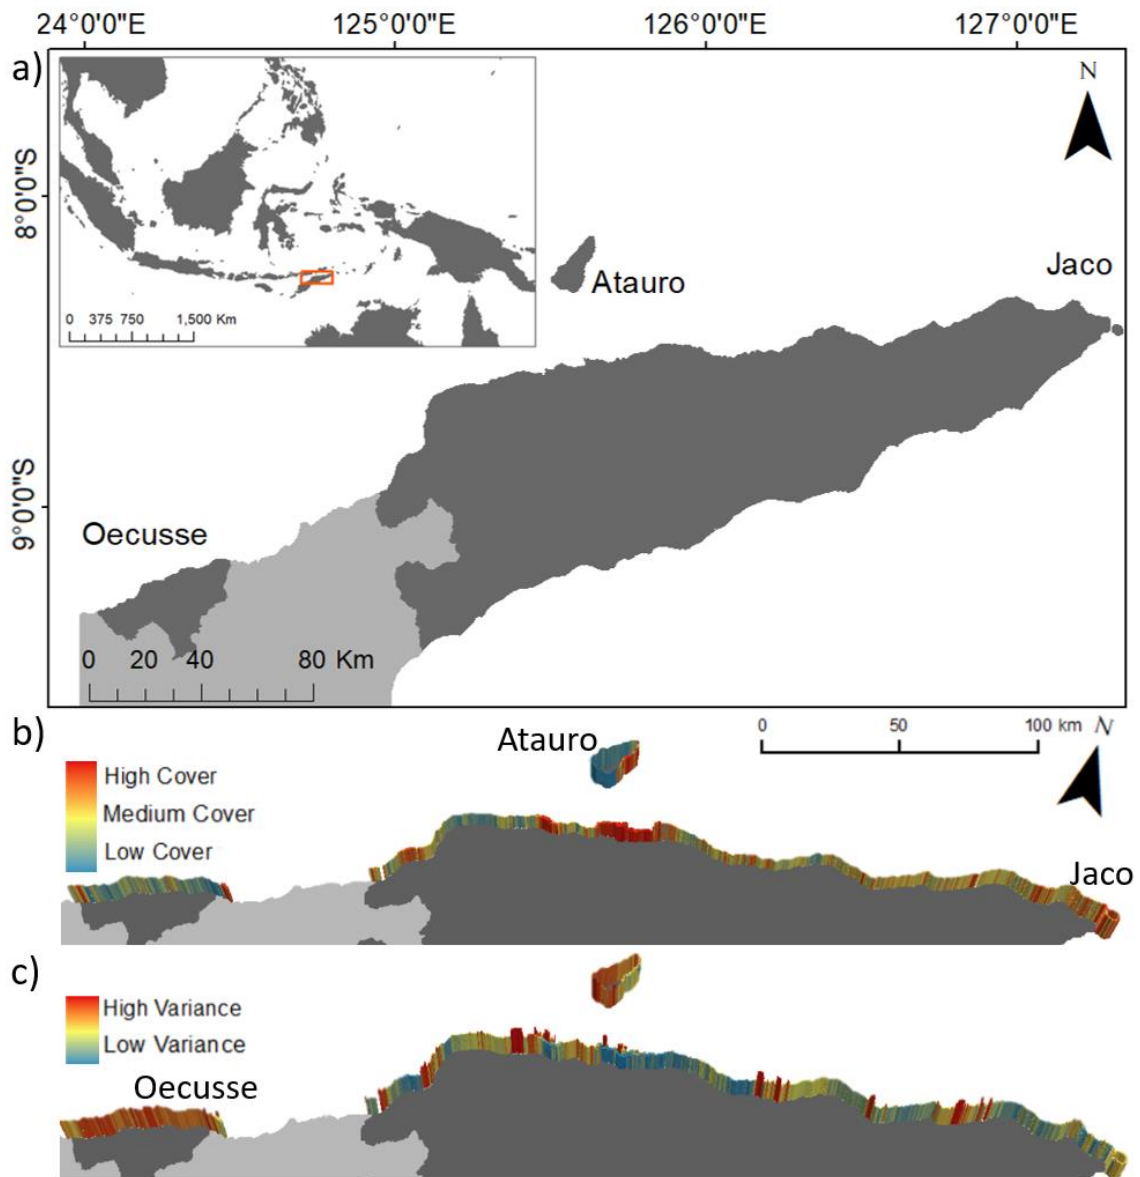 24°0'0"E 125°0'0"E 126°0'0"E 127°0'0"E
a)
N
8°0'0"S
0 375 750 1,500 Km
Atauro
Jaco
9°0'0"S
Oecusse
0 20 40 80 Km
b)
Atauro
0 50 100 km
N
High Cover
Medium Cover
Low Cover
Jaco
c)
High Variance
Low Variance
Oecusse